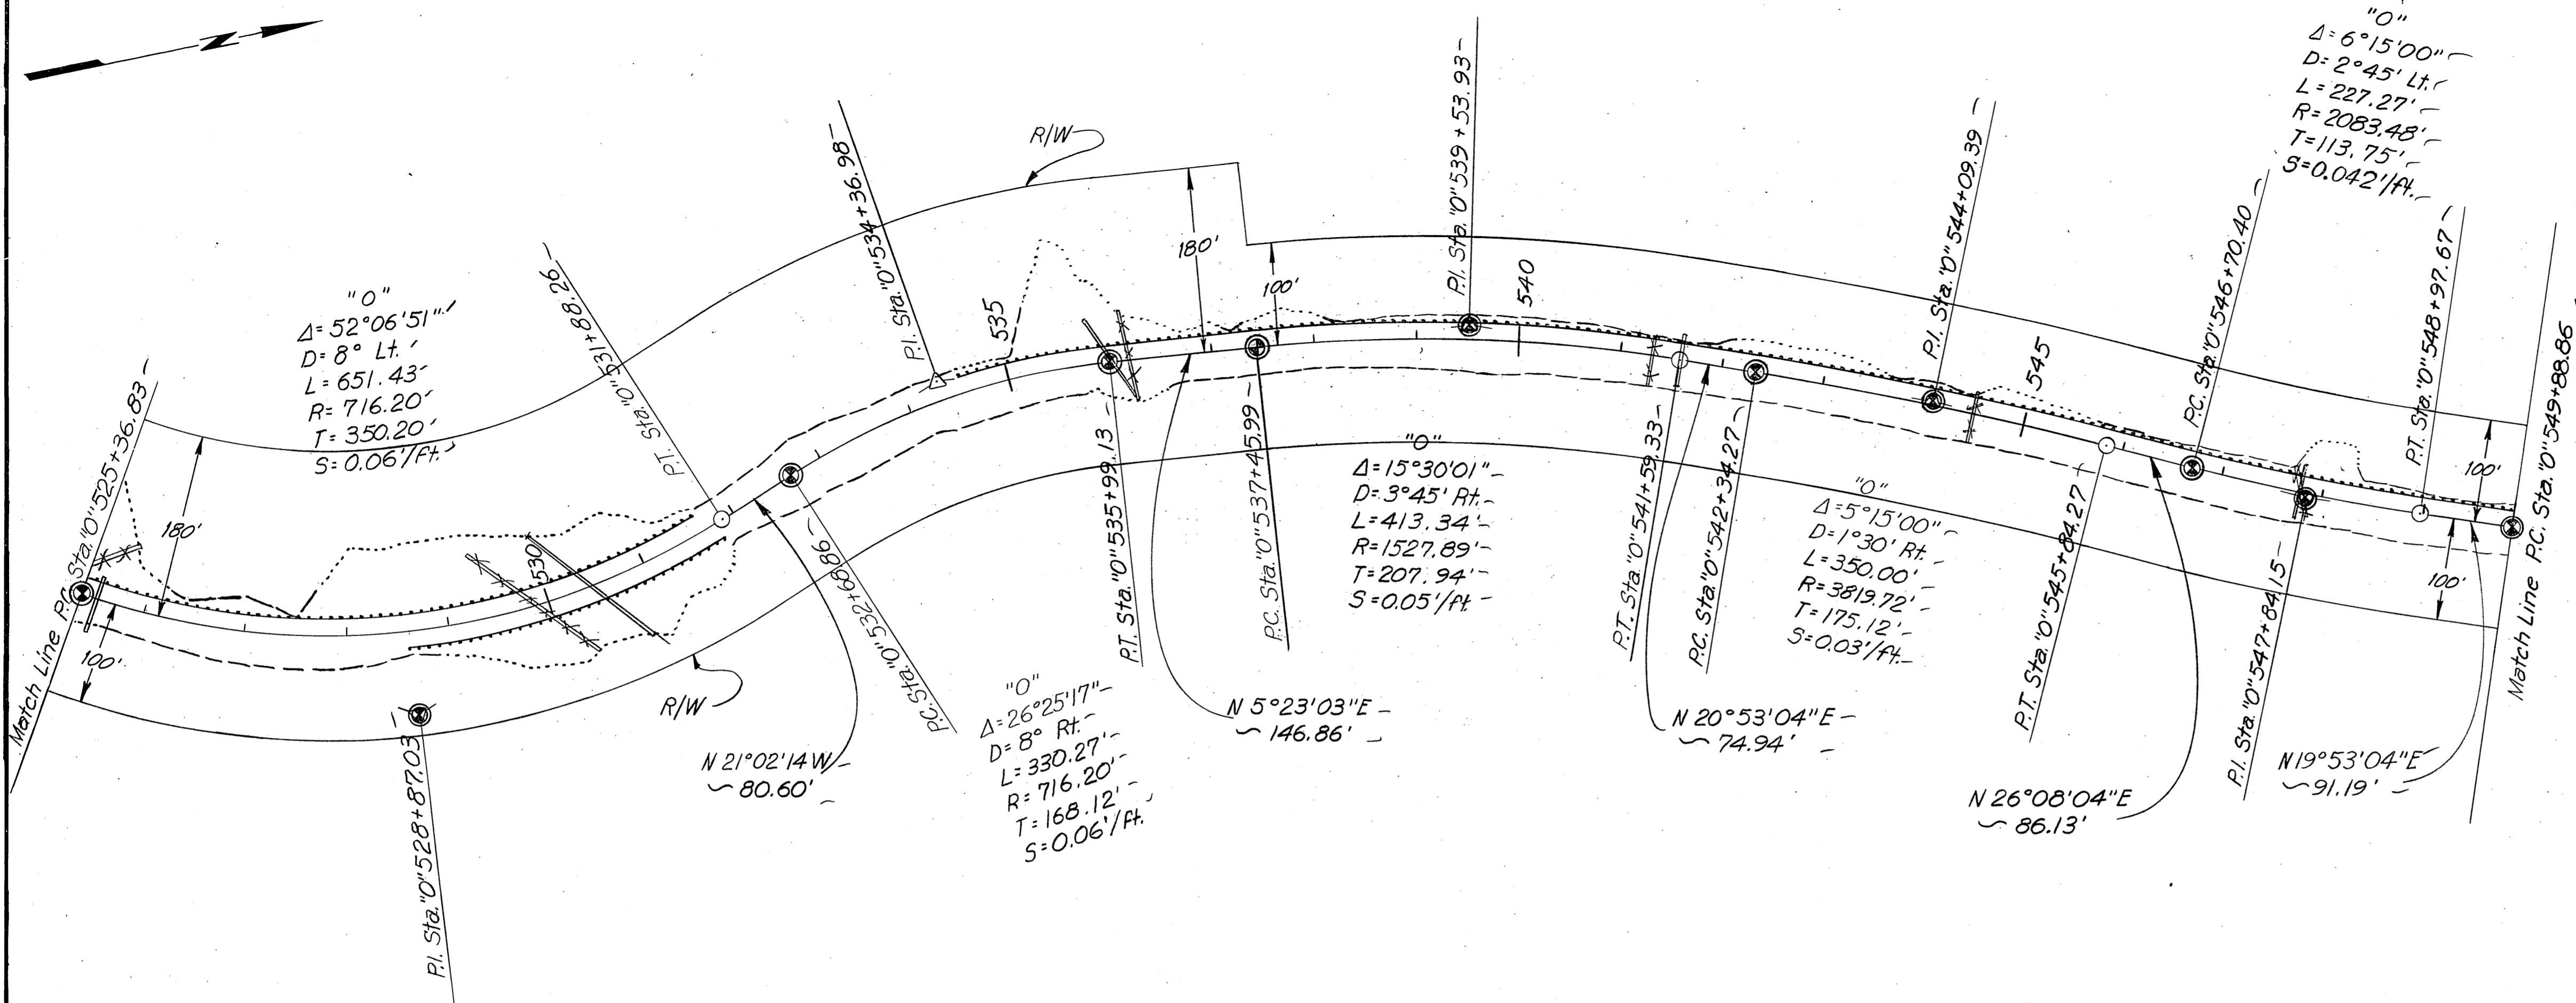 N
"O"
Δ=6°15'00"
D=2°45' Lt.
L=227.27'
R=2083.48'
T=113.75'
S=0.042'/ft.
R/W
P.I. Sta."O"534+36.98
P.I. Sta."O"539+53.93
P.I. Sta."O"544+09.39
P.C. Sta."O"546+70.40
P.T. Sta."O"548+97.67
Match Line P.C. Sta."O"549+88.86
180'
100'
535
540
545
"O"
Δ=52°06'51"
D=8° Lt.
L=651.43'
R=716.20'
T=350.20'
S=0.06'/ft.
P.T. Sta."O"531+88.26
Match Line P.C. Sta."O"525+36.83
180'
100'
530
100'
100'
P.T. Sta."O"535+99.13
P.C. Sta."O"537+45.99
"O"
Δ=15°30'01"
D=3°45' Rt.
L=413.34'
R=1527.89'
T=207.94'
S=0.05'/ft
P.T. Sta."O"541+59.33
P.C. Sta."O"542+34.27
"O"
Δ=5°15'00"
D=1°30' Rt.
L=350.00'
R=3819.72'
T=175.12'
S=0.03'/ft.
P.T. Sta."O"545+84.27
P.I. Sta."O"547+84.15
P.C. Sta."O"532+68.86
R/W
P.I. Sta."O"528+87.03
N 21°02'14"W
~ 80.60'
"O"
Δ=26°25'17"
D=8° Rt.
L=330.27'
R=716.20'
T=168.12'
S=0.06'/ft.
N 5°23'03"E
~ 146.86'
N 20°53'04"E
~ 74.94'
N 26°08'04"E
~ 86.13'
N19°53'04"E
~91.19'